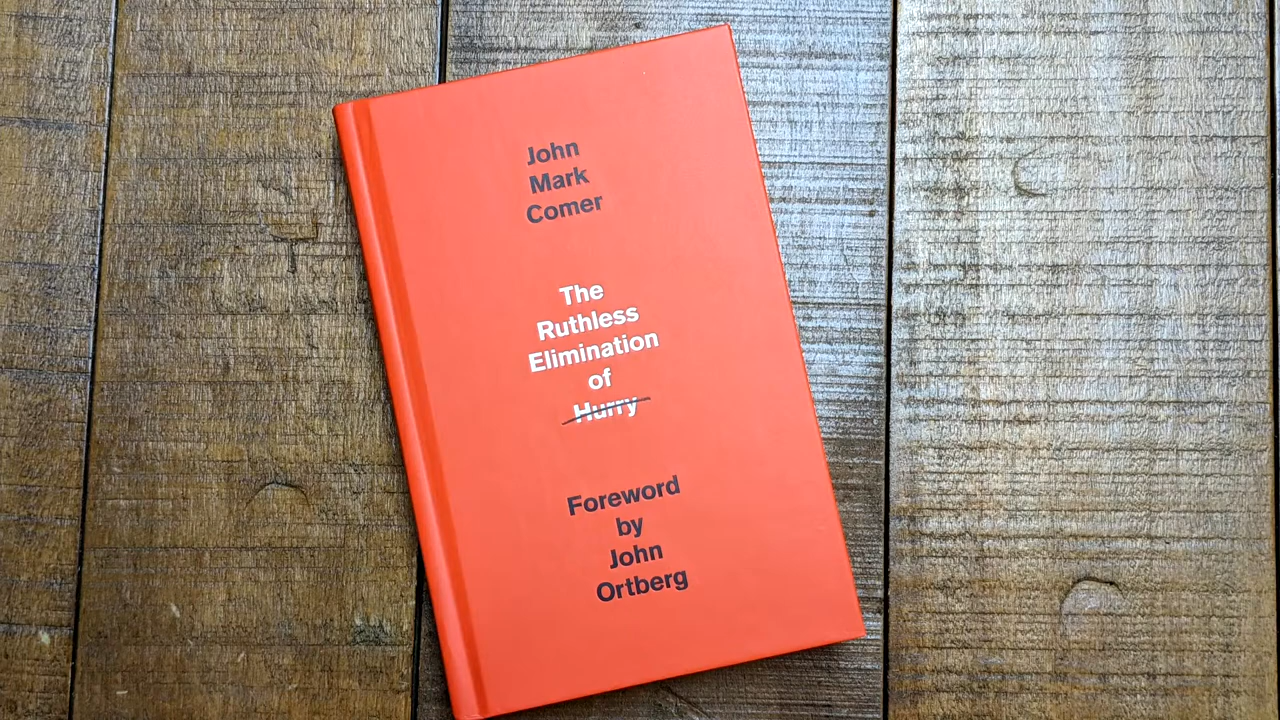 John
Mark
Comer
The
Ruthless
Elimination
of
Hurry
Foreword
by
John
Ortberg